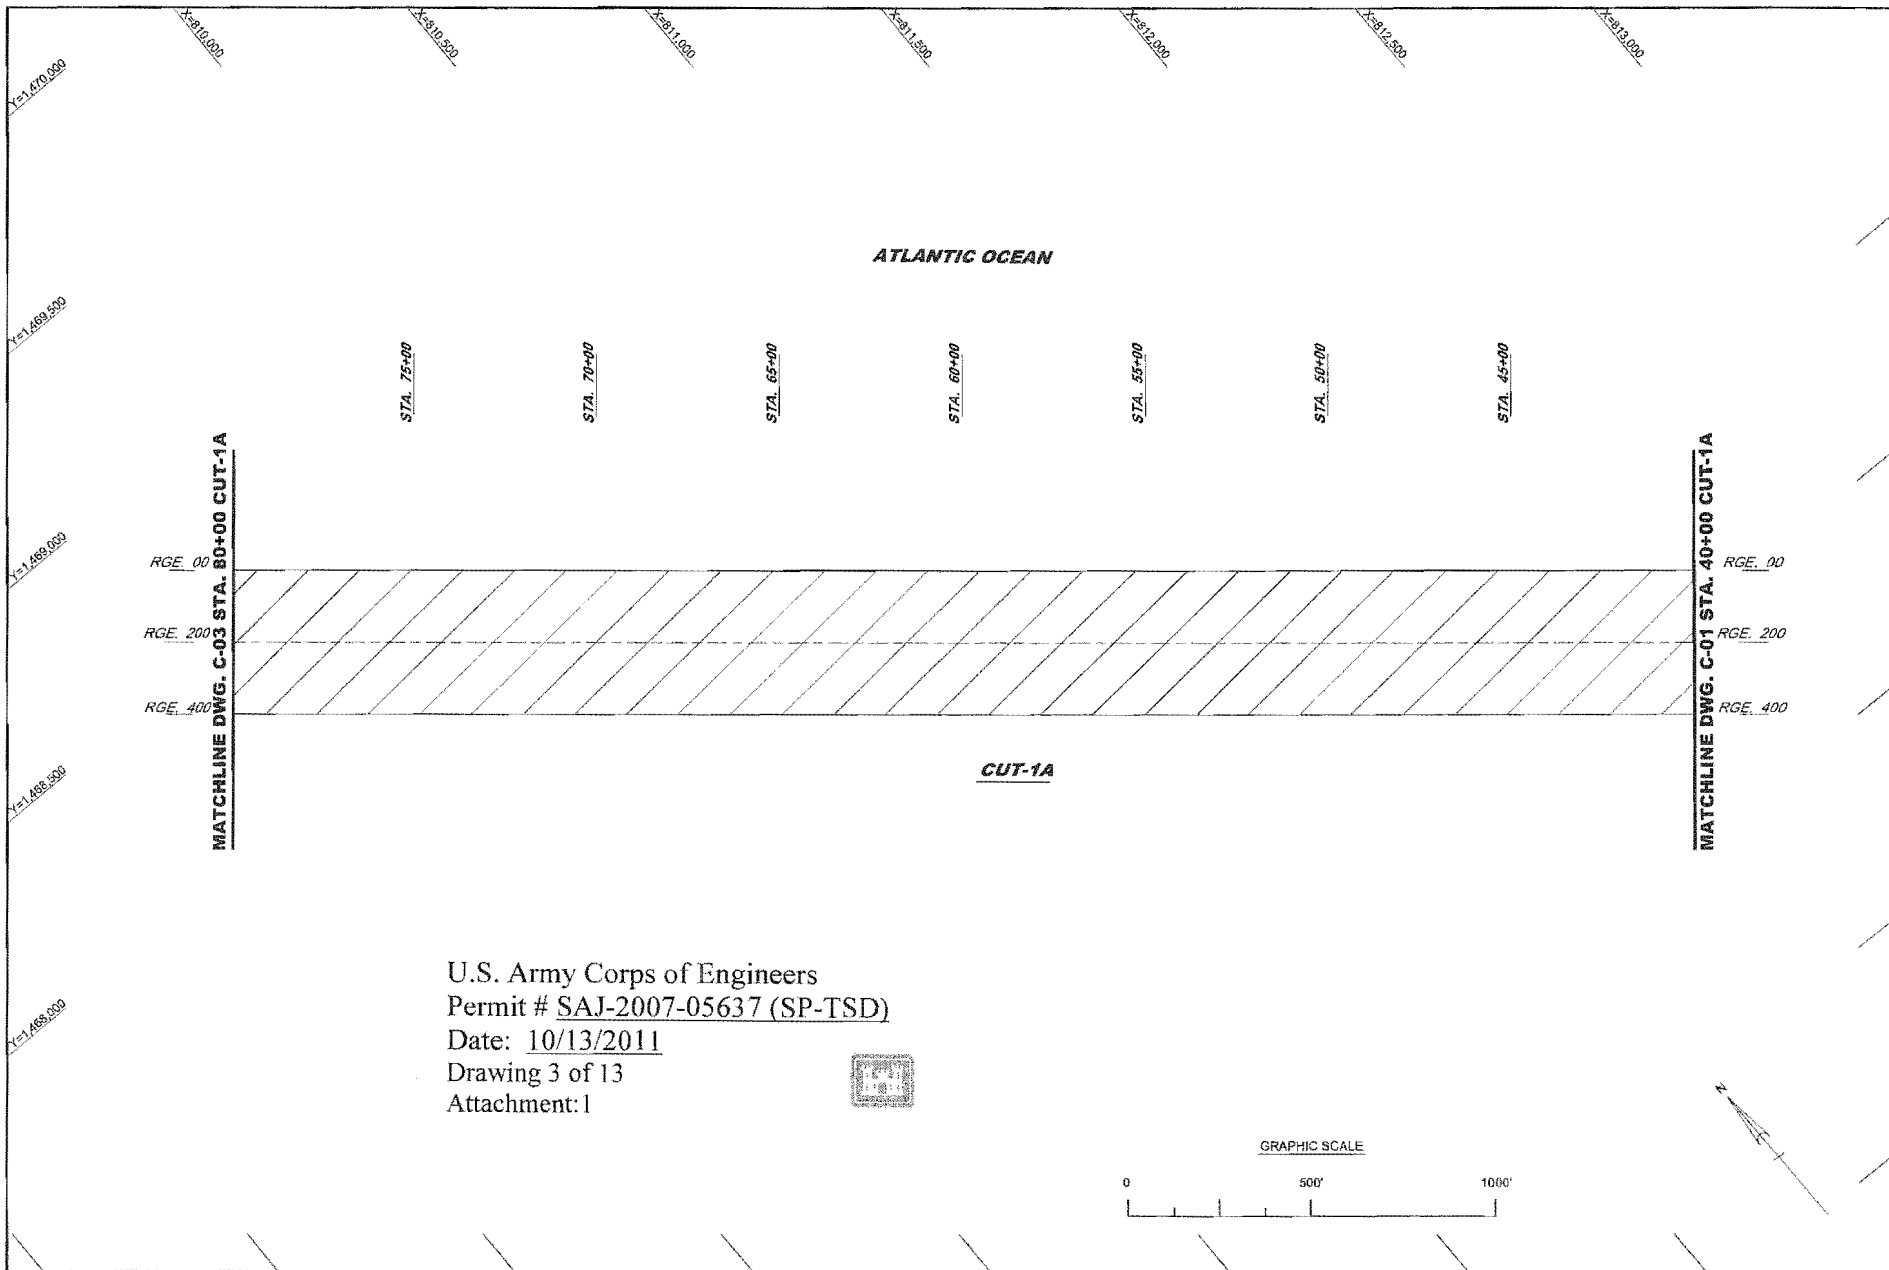 X=810,000
X=810,500
X=811,000
X=811,500
X=812,000
X=812,500
X=813,000
Y=1,470,000
Y=1,469,500
Y=1,469,000
Y=1,468,500
Y=1,468,000
ATLANTIC OCEAN
STA. 75+00
STA. 70+00
STA. 65+00
STA. 60+00
STA. 55+00
STA. 50+00
STA. 45+00
MATCHLINE DWG. C-03 STA. 80+00 CUT-1A
RGE. 00
RGE. 200
RGE. 400
MATCHLINE DWG. C-01 STA. 40+00 CUT-1A
RGE. 00
RGE. 200
RGE. 400
CUT-1A
U.S. Army Corps of Engineers
Permit # SAJ-2007-05637 (SP-TSD)
Date: 10/13/2011
Drawing 3 of 13
Attachment:1
N
GRAPHIC SCALE
0 500' 1000'